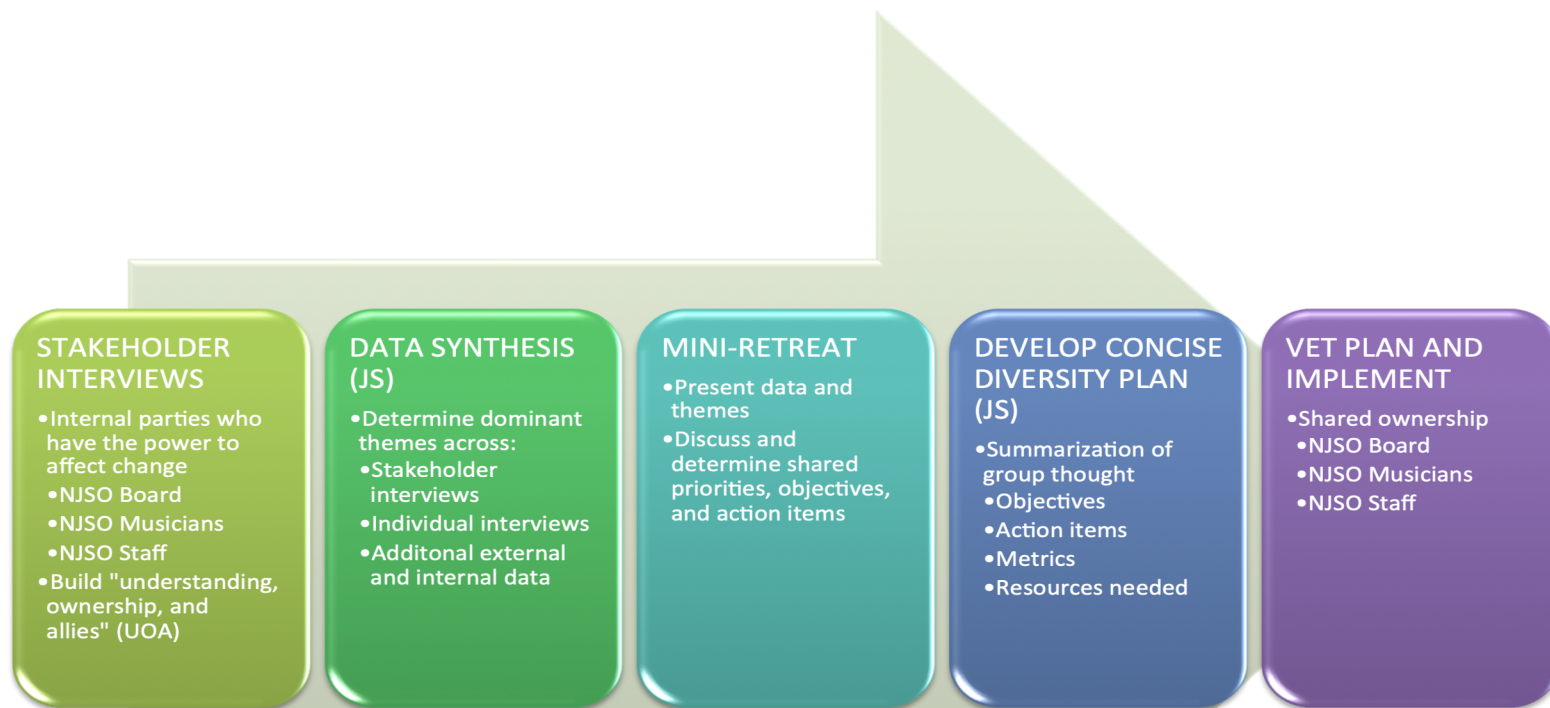 STAKEHOLDER
INTERVIEWS
•Internal parties who
have the power to
affect change
•NJSO Board
•NJSO Musicians
•NJSO Staff
•Build "understanding,
ownership, and
allies" (UOA)
DATA SYNTHESIS
(JS)
•Determine dominant
themes across:
•Stakeholder
interviews
•Individual interviews
•Additonal external
and internal data
MINI-RETREAT
•Present data and
themes
•Discuss and
determine shared
priorities, objectives,
and action items
DEVELOP CONCISE
DIVERSITY PLAN
(JS)
•Summarization of
group thought
•Objectives
•Action items
•Metrics
•Resources needed
VET PLAN AND
IMPLEMENT
•Shared ownership
•NJSO Board
•NJSO Musicians
•NJSO Staff